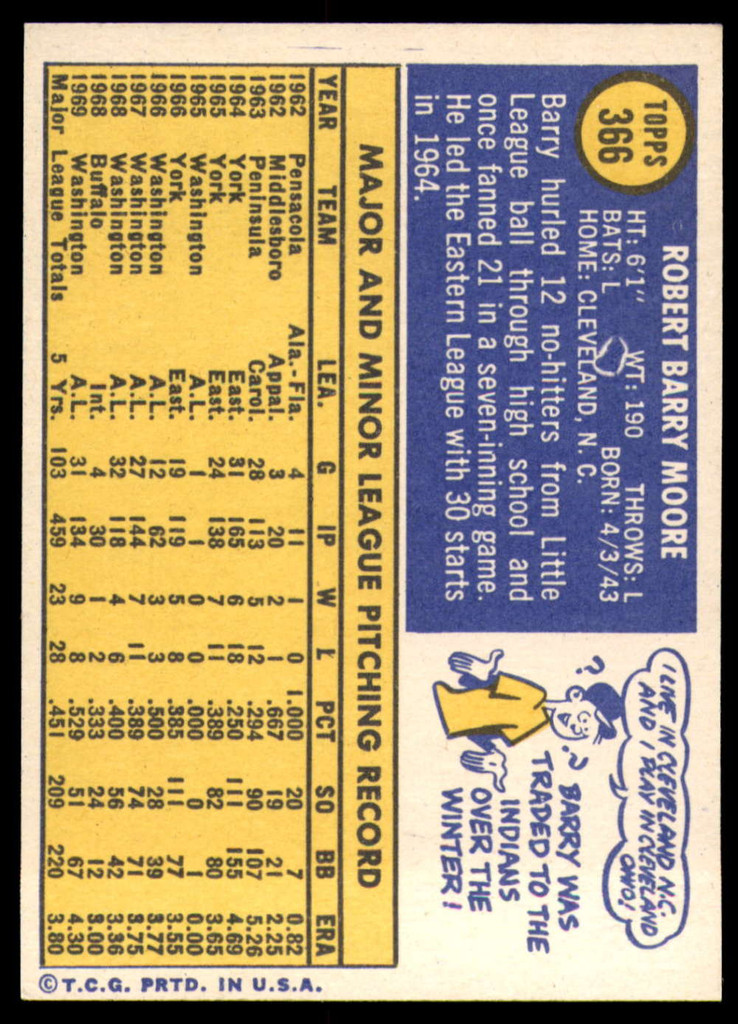 TOPPS
366
ROBERT BARRY MOORE
HT: 6'1" WT: 190 THROWS: L
BATS: L BORN: 4/3/43
HOME: CLEVELAND, N. C.
Barry hurled 12 no-hitters from Little
League ball through high school and
once fanned 21 in a seven-inning game.
He led the Eastern League with 30 starts
in 1964.
I LIVE IN CLEVELAND N.C.
AND I PLAY IN CLEVELAND
OHIO!
? ?
BARRY WAS
TRADED TO THE
INDIANS
OVER THE
WINTER!
MAJOR AND MINOR LEAGUE PITCHING RECORD
YEAR TEAM LEA. G IP W L PCT SO BB ERA
1962 Pensacola Ala.-Fla. 4 11 1 0 1.000 20 7 0.82
1962 Middlesboro Appal. 3 20 2 1 .667 19 21 2.25
1963 Peninsula Carol. 28 113 5 12 .294 90 107 5.26
1964 York East. 31 165 6 18 .250 111 155 4.69
1965 York East. 24 138 7 11 .389 82 80 3.65
1965 Washington A.L. 1 1 0 0 .000 0 1 0.00
1966 York East. 19 119 5 8 .385 111 77 3.55
1966 Washington A.L. 12 62 3 3 .500 28 39 3.77
1967 Washington A.L. 27 144 7 11 .389 74 71 3.75
1968 Washington A.L. 32 118 4 6 .400 56 42 3.36
1968 Buffalo Int. 4 30 1 2 .333 24 12 3.00
1969 Washington A.L. 31 134 9 8 .529 51 67 4.30
Major League Totals 5 Yrs. 103 459 23 28 .451 209 220 3.80
©T.C.G. PRTD. IN U.S.A.